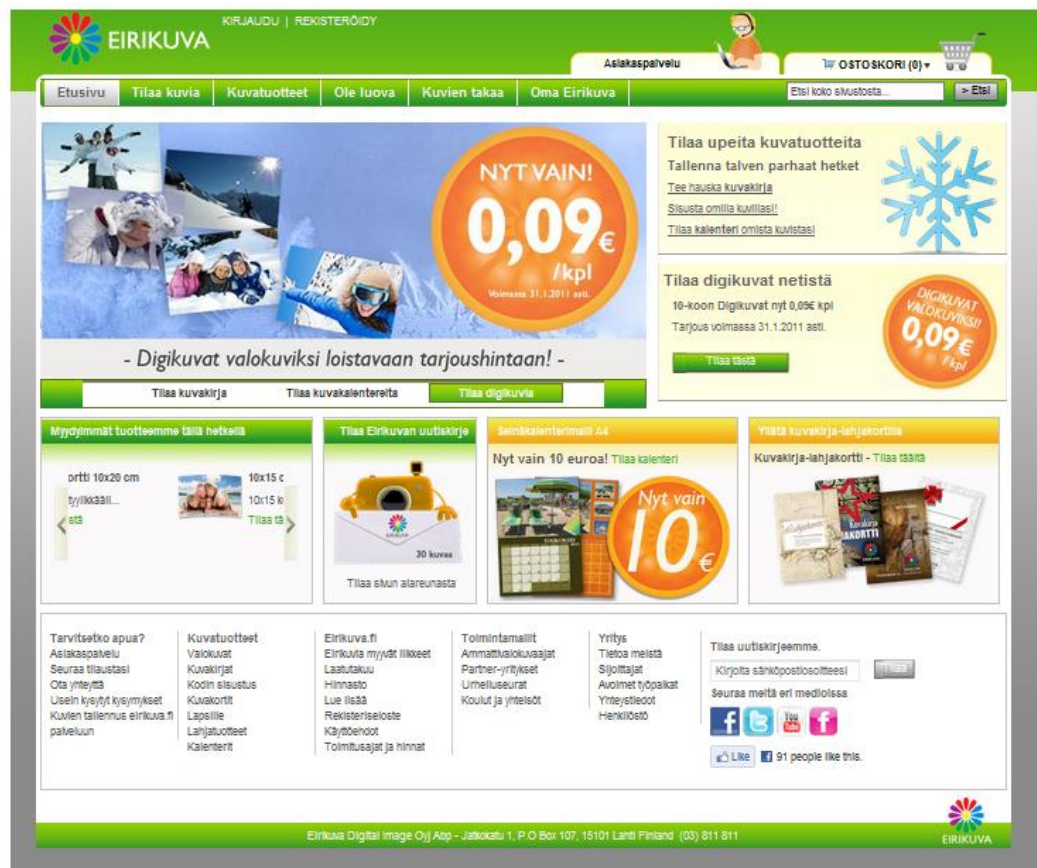 KIRJAUDU | REKISTERÖIDY
EIRIKUVA
Asiakaspalvelu
OSTOSKORI (0)
Etusivu Tilaa kuvia Kuvatuotteet Ole luova Kuvien takaa Oma Eirikuva
Etsi koko sivustosta...
> Etsi
NYT VAIN!
0,09€
/kpl
Voimassa 31.1.2011 asti.
- Digikuvat valokuviksi loistavaan tarjoushintaan! -
Tilaa kuvakirja Tilaa kuvakalentereita Tilaa digikuvia
Tilaa upeita kuvatuotteita
Tallenna talven parhaat hetket
Tee hauska kuvakirja
Sisusta omilla kuvillasi!
Tilaa kalenteri omista kuvistasi
Tilaa digikuvat netistä
10-koon Digikuvat nyt 0,09€ kpl
Tarjous voimassa 31.1.2011 asti.
Tilaa tästä
DIGIKUVAT
VALOKUVIKSI!
0,09€
/kpl
Myydyimmät tuotteemme tällä hetkellä
ortti 10x20 cm
tyylikkääll...
stä
10x15 c
10x15 k
Tilaa tä
Tilaa Eirikuvan uutiskirje
EIRIKUVA
30 kuvaa
Tilaa sivun alareunasta
Seinäkalenterimalli A4
Nyt vain 10 euroa! Tilaa kalenteri
Nyt vain
10€
Yllätä kuvakirja-lahjakortilla
Kuvakirja-lahjakortti - Tilaa täältä
Kuvakirja
Tarvitsetko apua?
Asiakaspalvelu
Seuraa tilaustasi
Ota yhteyttä
Usein kysytyt kysymykset
Kuvien tallennus eirikuva.fi
palveluun
Kuvatuotteet
Valokuvat
Kuvakirjat
Kodin sisustus
Kuvakortit
Lapsille
Lahjatuotteet
Kalenterit
Eirikuva.fi
Eirikuvia myyvät liikkeet
Laatutakuu
Hinnasto
Lue lisää
Rekisteriseloste
Käyttöehdot
Toimitusajat ja hinnat
Toimintamallit
Ammattivalokuvaajat
Partner-yritykset
Urheiluseurat
Koulut ja yhteisöt
Yritys
Tietoa meistä
Sijoittajat
Avoimet työpaikat
Yhteystiedot
Henkilöstö
Tilaa uutiskirjeemme.
Kirjoita sähköpostiosoitteesi
Tilaa
Seuraa meitä eri medioissa
You
Tube
Like
91 people like this.
Eirikuva Digital Image Oyj Abp - Jatkokatu 1, P.O Box 107, 15101 Lahti Finland (03) 811 811
EIRIKUVA